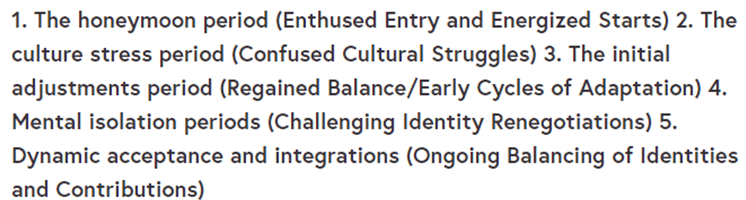 1. The honeymoon period (Enthused Entry and Energized Starts) 2. The
culture stress period (Confused Cultural Struggles) 3. The initial
adjustments period (Regained Balance/Early Cycles of Adaptation) 4.
Mental isolation periods (Challenging Identity Renegotiations) 5.
Dynamic acceptance and integrations (Ongoing Balancing of Identities
and Contributions)